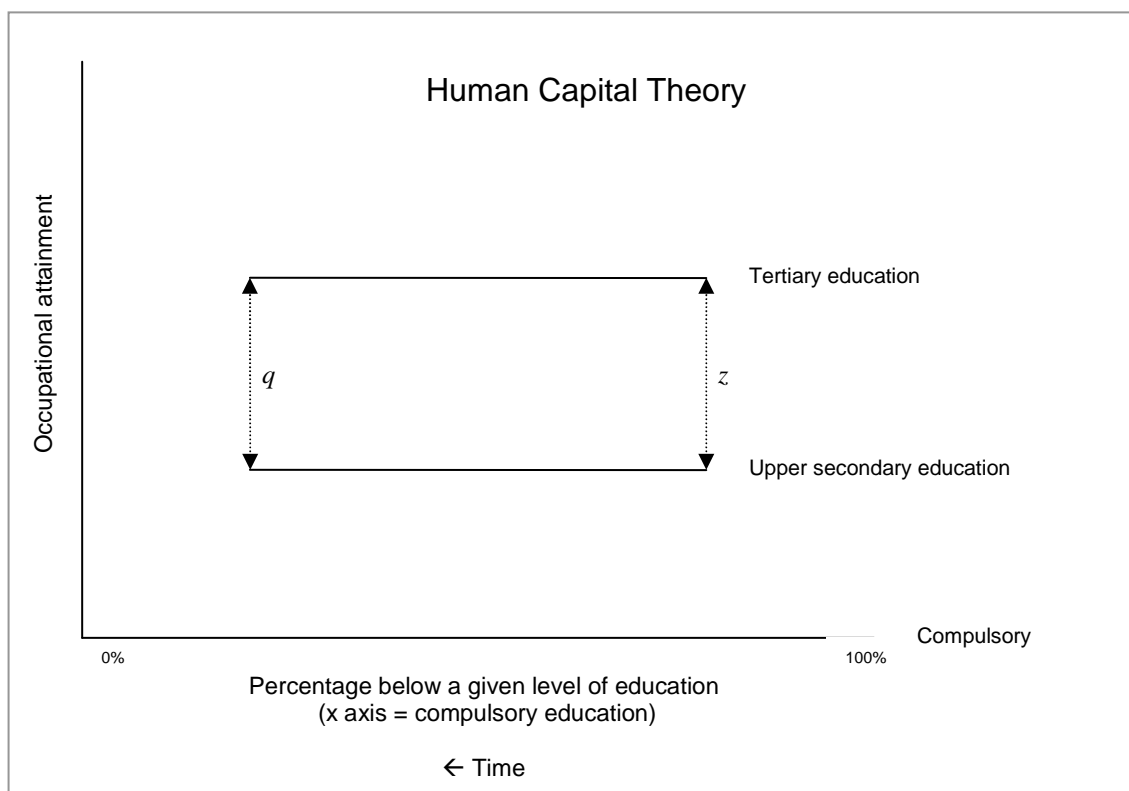 Human Capital Theory
Occupational attainment
Tertiary education
q
z
Upper secondary education
Compulsory
0%
100%
Percentage below a given level of education
(x axis = compulsory education)
← Time